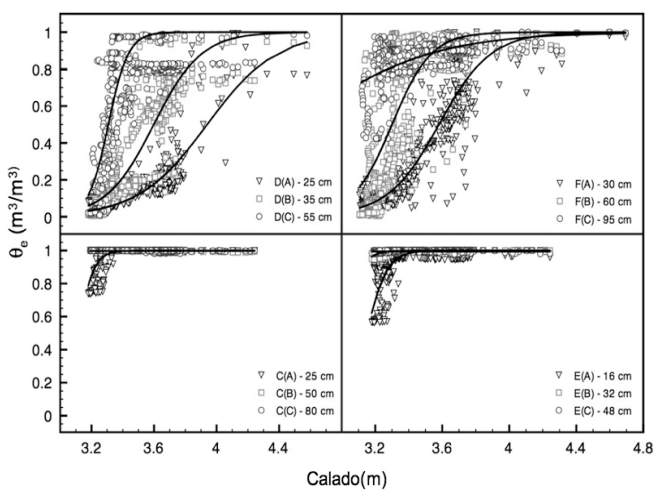 1
0.8
0.6
0.4
0.2
0
D(A) - 25 cm
D(B) - 35 cm
D(C) - 55 cm
F(A) - 30 cm
F(B) - 60 cm
F(C) - 95 cm
θe (m³/m³)
1
0.8
0.6
0.4
0.2
0
C(A) - 25 cm
C(B) - 50 cm
C(C) - 80 cm
E(A) - 16 cm
E(B) - 32 cm
E(C) - 48 cm
3.2 3.6 4 4.4 3.2 3.6 4 4.4 4.8
Calado(m)